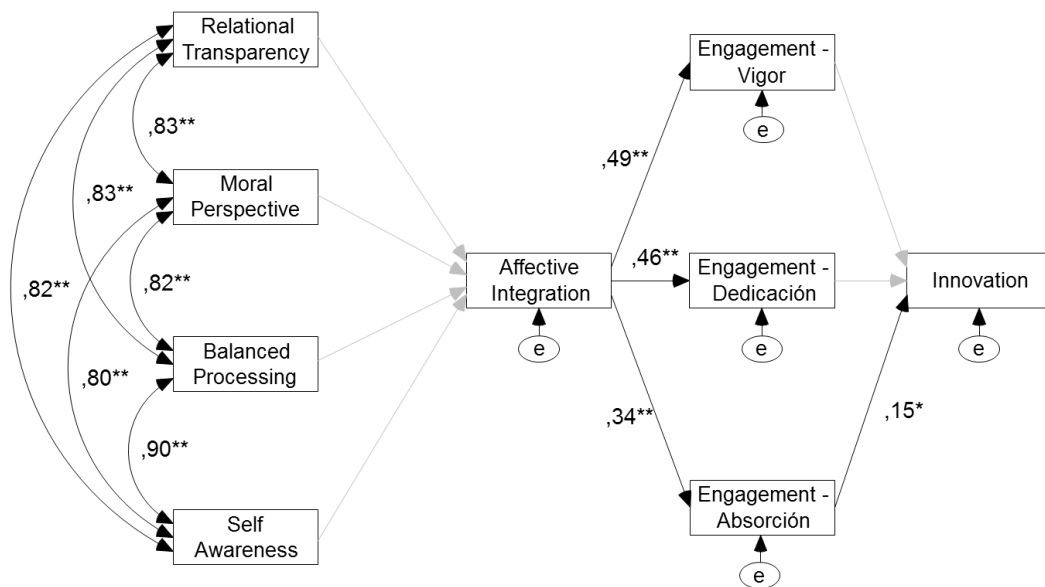 Relational
Transparency
Engagement -
Vigor
e
,83**
,49**
Moral
Perspective
,83**
Affective
Integration
e
,46**
Engagement -
Dedicación
e
Innovation
e
,82**
,82**
Balanced
Processing
,80**
,34**
,15*
,90**
Engagement -
Absorción
e
Self
Awareness